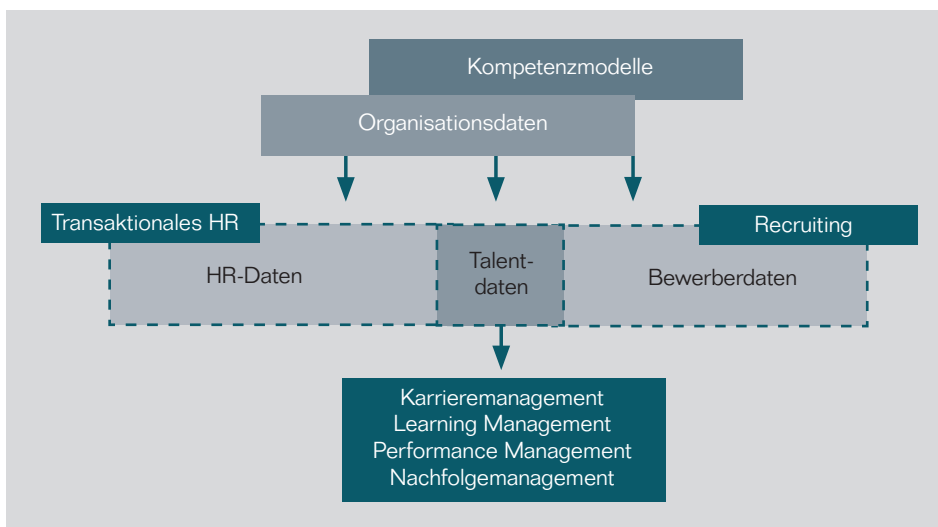 Kompetenzmodelle
Organisationsdaten
Transaktionales HR
Recruiting
HR-Daten
Talent-
daten
Bewerberdaten
Karrieremanagement
Learning Management
Performance Management
Nachfolgemanagement